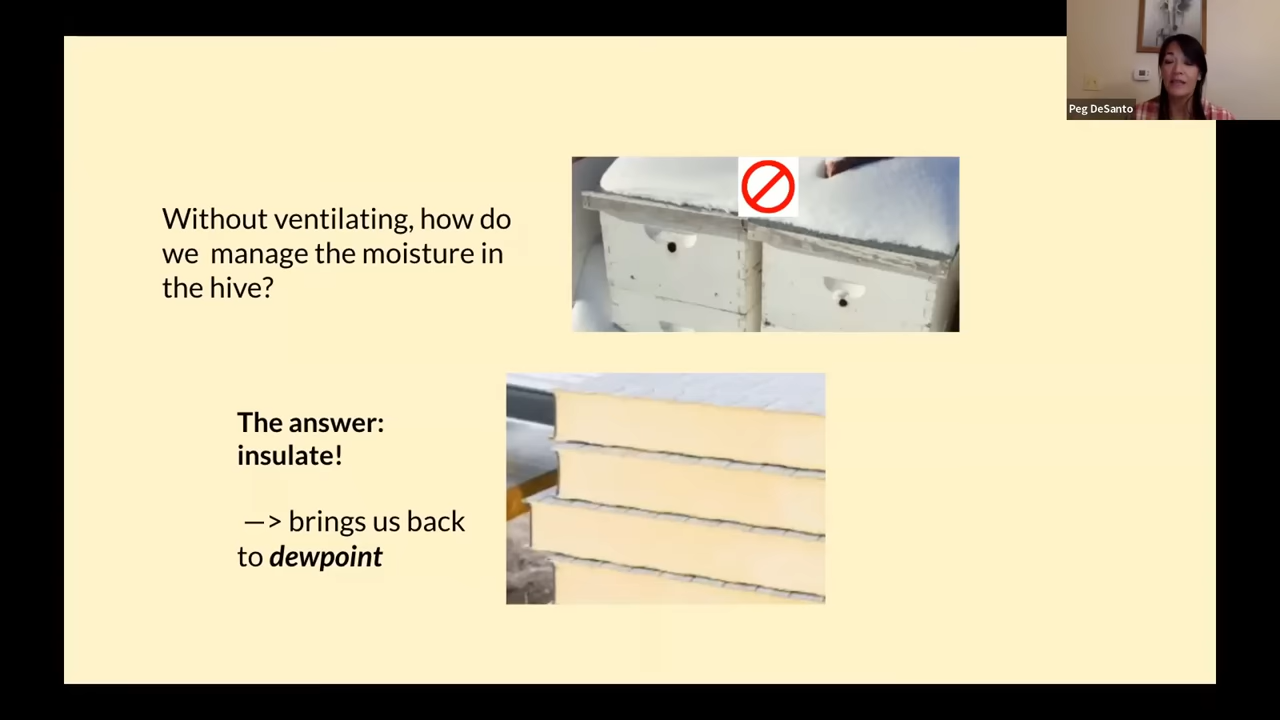 Peg DeSanto
Without ventilating, how do
we  manage the moisture in
the hive?
The answer:
insulate!
—> brings us back
to dewpoint